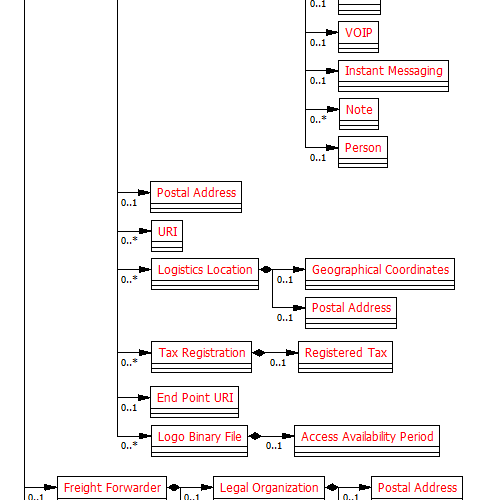 0..1
VOIP
0..1
Instant Messaging
0..1
Note
0..*
Person
0..1
Postal Address
0..1
URI
0..*
Logistics Location
0..*
Geographical Coordinates
0..1
Postal Address
0..1
Tax Registration
0..*
Registered Tax
0..1
End Point URI
0..1
Logo Binary File
0..*
Access Availability Period
0..1
Freight Forwarder
0..1
Legal Organization
0..1
Postal Address
0..1